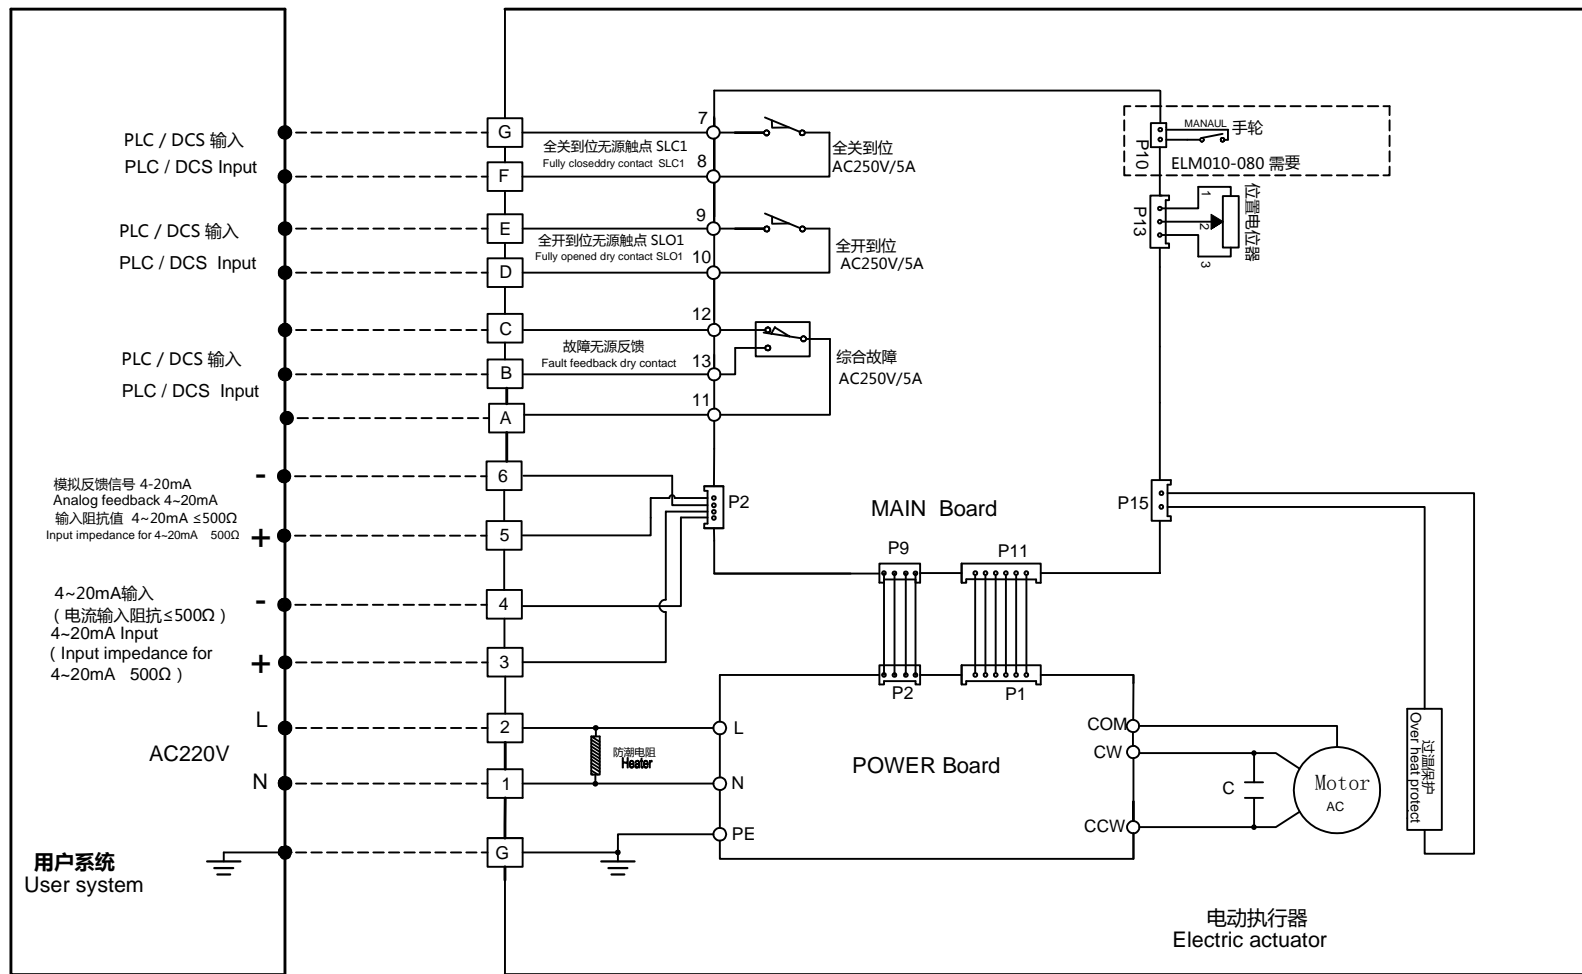 PLC / DCS 输入
PLC / DCS Input
PLC / DCS 输入
PLC / DCS Input
PLC / DCS 输入
PLC / DCS Input
-
模拟反馈信号 4-20mA
Analog feedback 4~20mA
输入阻抗值 4~20mA ≤500Ω
Input impedance for 4~20mA 500Ω
+
-
4~20mA输入
( 电流输入阻抗≤500Ω )
4~20mA Input
( Input impedance for
4~20mA 500Ω )
+
L
AC220V
N
用户系统
User system
G
F
E
D
C
B
A
6
5
4
3
2
1
G
全关到位无源触点 SLC1
Fully closeddry contact SLC1
全开到位无源触点 SLO1
Fully opened dry contact SLO1
故障无源反馈
Fault feedback dry contact
7
8
9
10
12
13
11
全关到位
AC250V/5A
全开到位
AC250V/5A
综合故障
AC250V/5A
P2
MAIN Board
P9
P11
P2
P1
防潮电阻
Heater
L
N
PE
POWER Board
COM
CW
CCW
C
Motor
AC
MANAUL 手轮
P10
ELM010-080 需要
P13
1
2
3
位置电位器
P15
过温保护
Over heat protect
电动执行器
Electric actuator